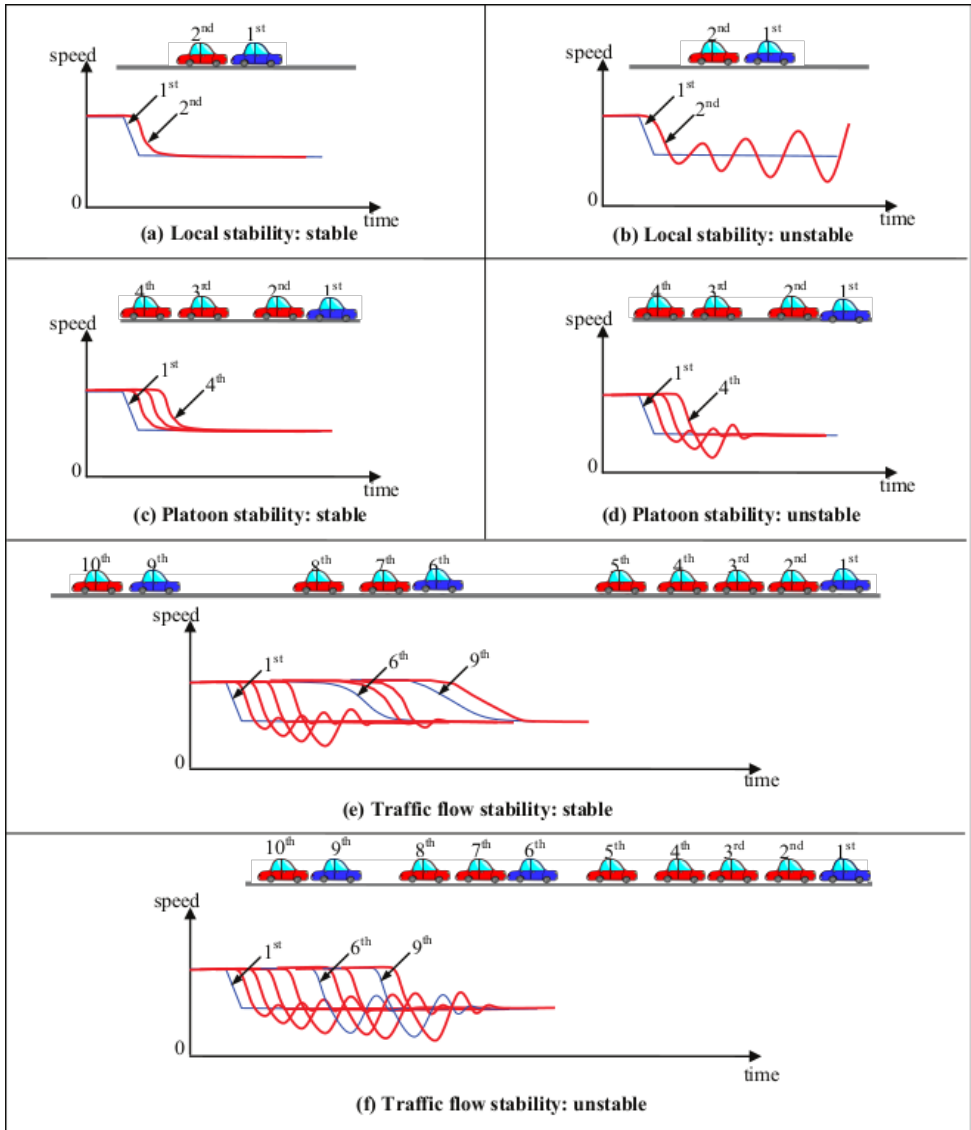 2nd 1st
speed
1st
2nd
0
time
(a) Local stability: stable
2nd 1st
speed
1st
2nd
0
time
(b) Local stability: unstable
4th 3rd 2nd 1st
speed
1st
4th
0
time
(c) Platoon stability: stable
4th 3rd 2nd 1st
speed
1st
4th
0
time
(d) Platoon stability: unstable
10th 9th 8th 7th 6th 5th 4th 3rd 2nd 1st
speed
1st 6th 9th
0
time
(e) Traffic flow stability: stable
10th 9th 8th 7th 6th 5th 4th 3rd 2nd 1st
speed
1st 6th 9th
0
time
(f) Traffic flow stability: unstable